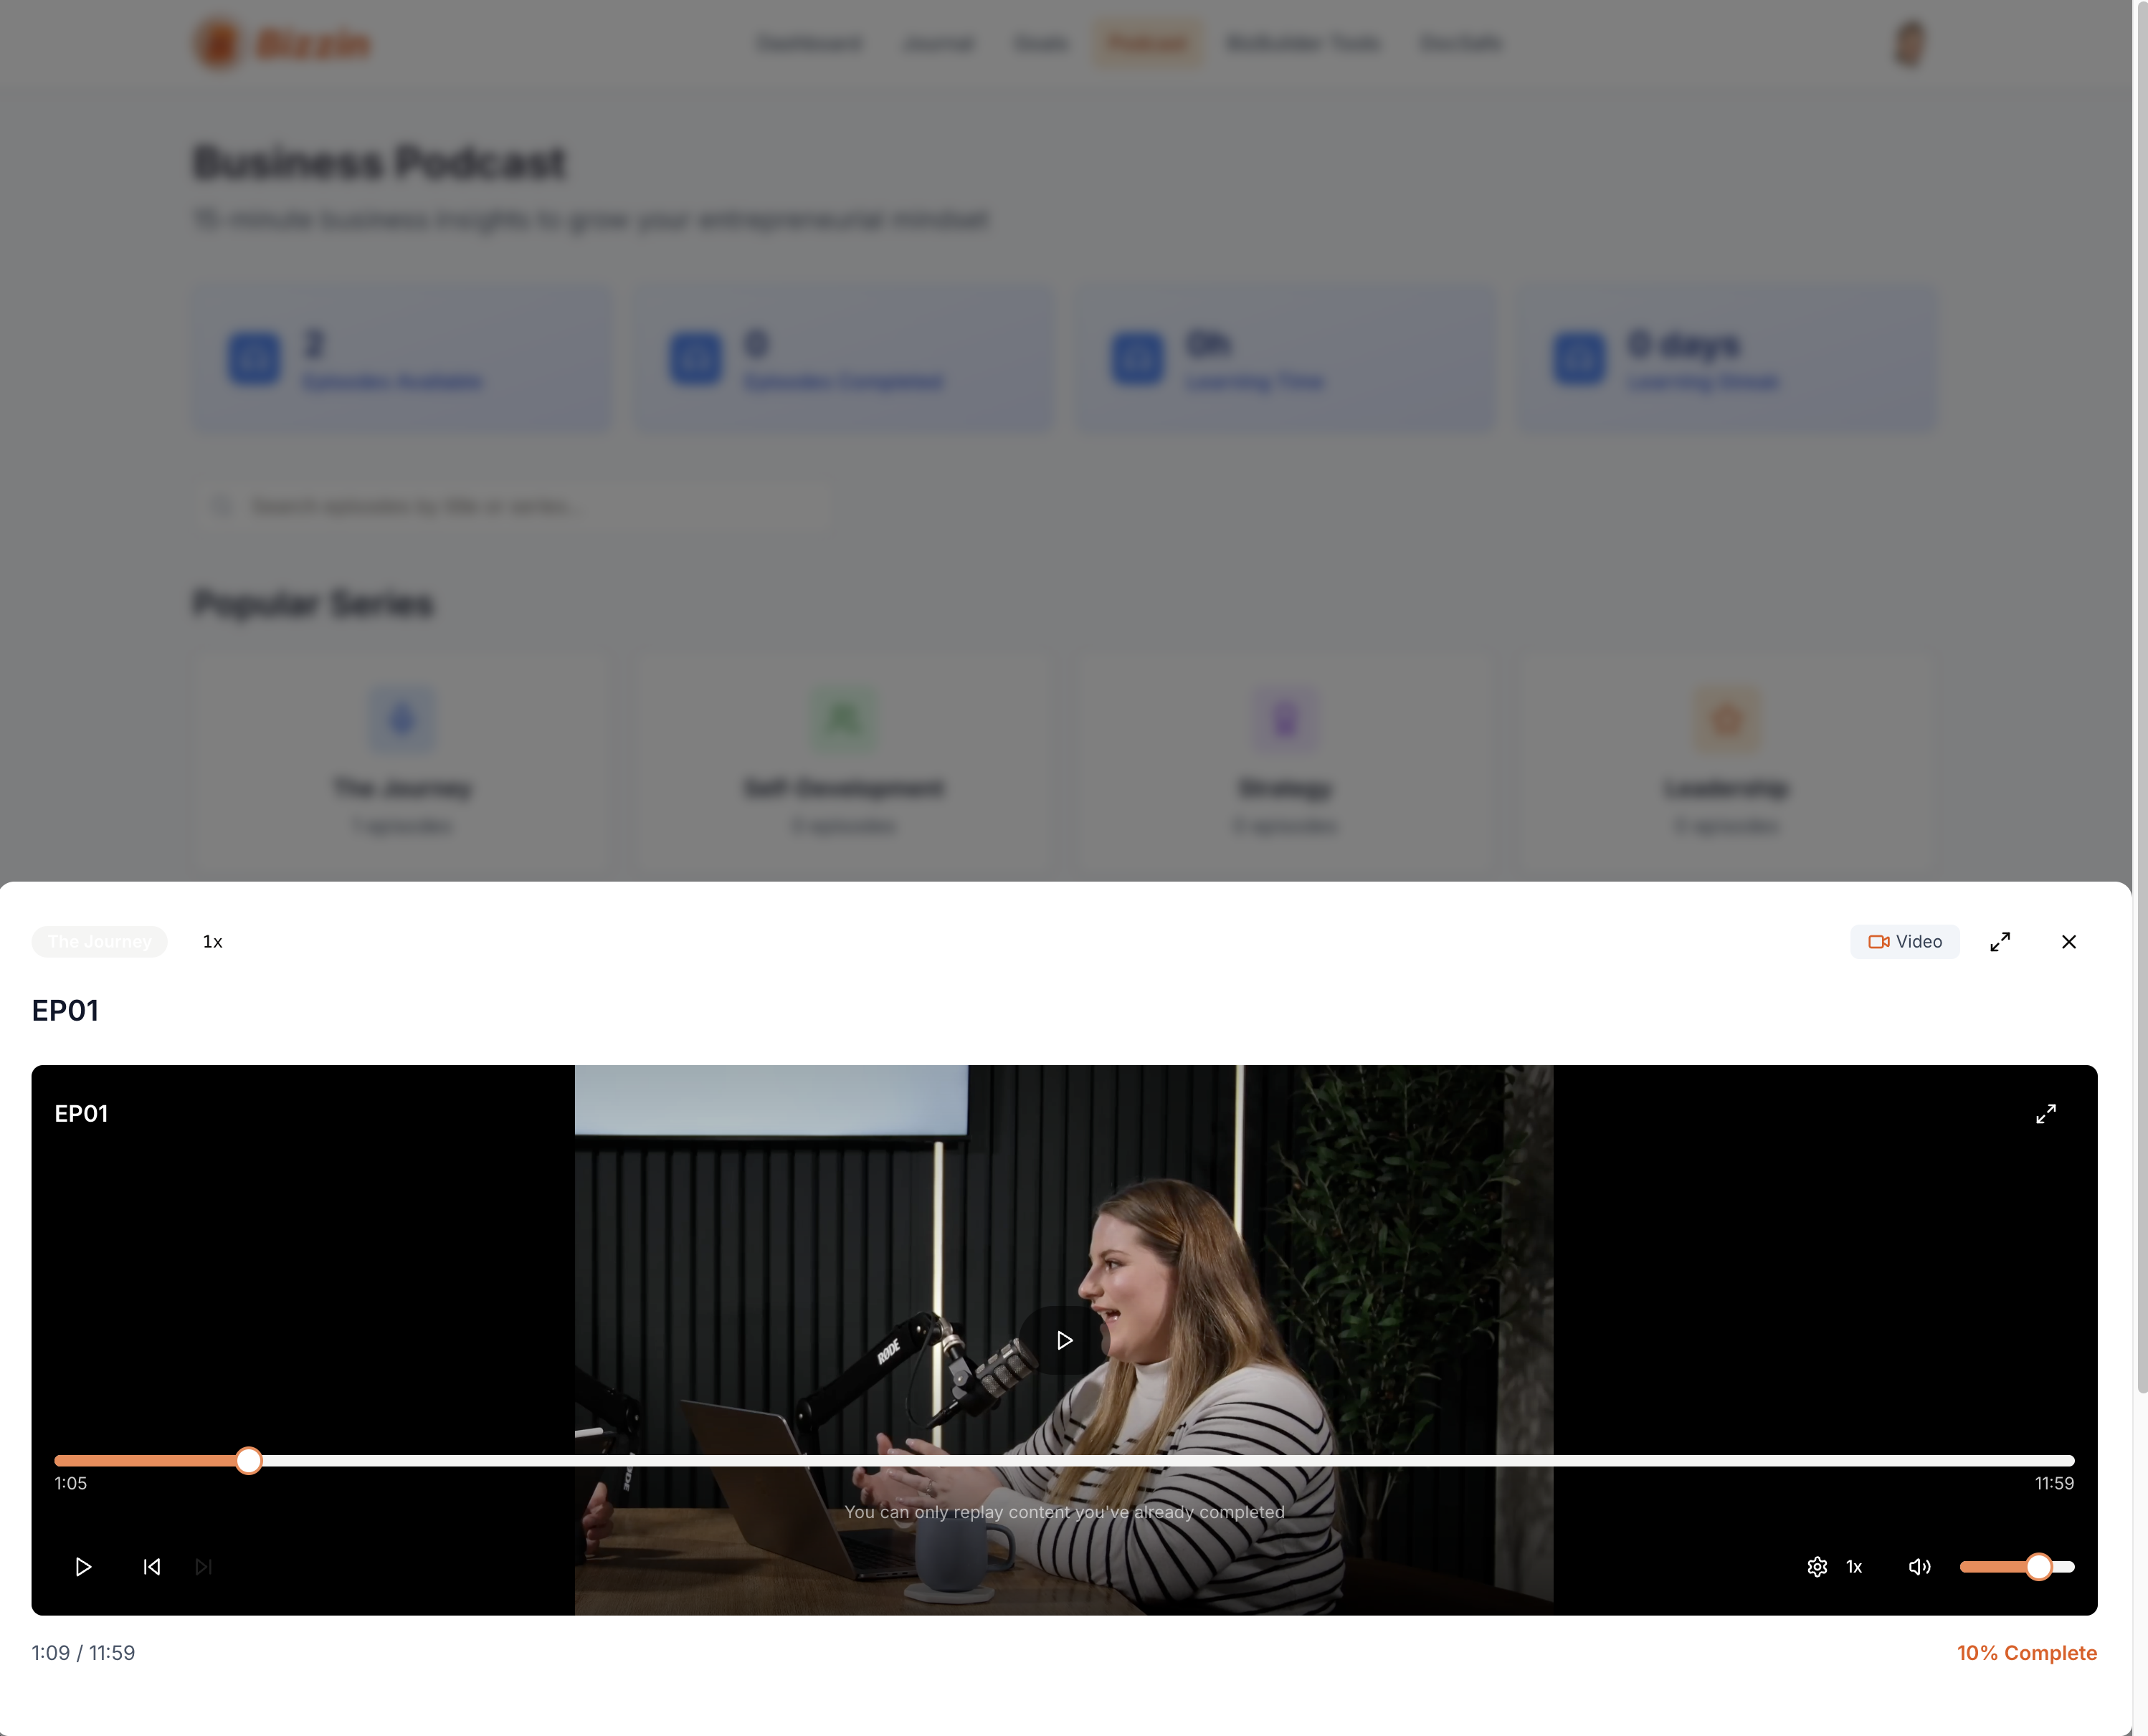 Bizzin
Dashboard Journal Goals Podcast BizBuilder Tools DocSafe
Business Podcast
15-minute business insights to grow your entrepreneurial mindset
2
Episodes Available
0
Episodes Completed
0h
Learning Time
0 days
Learning Streak
Search episodes by title or series...
Popular Series
The Journey
1 episodes
Self-Development
0 episodes
Strategy
0 episodes
Leadership
0 episodes
The Journey 1x Video
EP01
EP01
RØDE
RØDE
1:05 11:59
You can only replay content you've already completed
1x
1:09 / 11:59 10% Complete